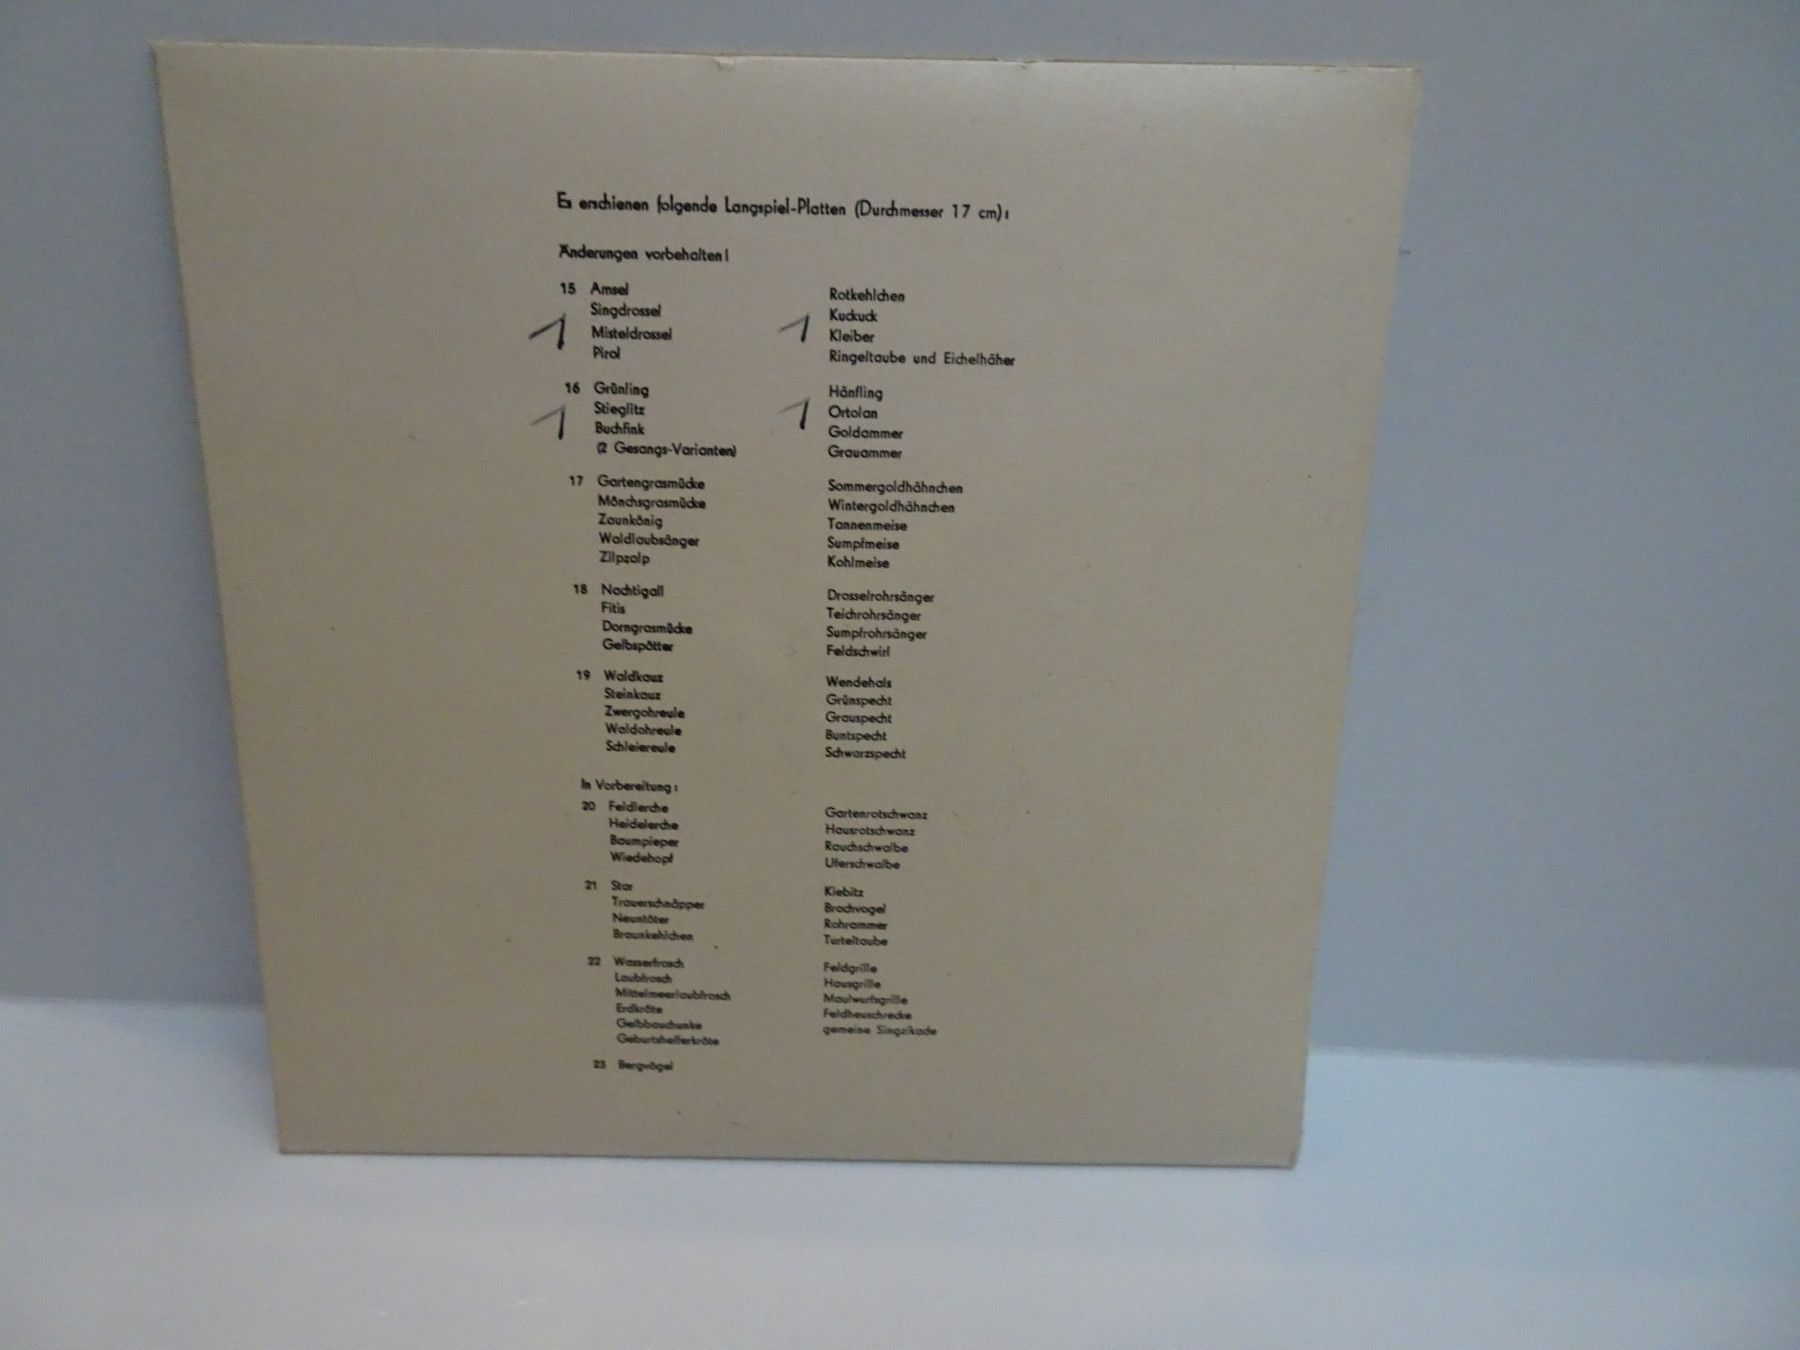 Es erschienen folgende Langspiel-Platten (Durchmesser 17 cm):
Änderungen vorbehalten!
15 Amsel
Singdrossel
Misteldrossel
Pirol
Rotkehlchen
Kuckuck
Kleiber
Ringeltaube und Eichelhäher
1
1
16 Grünling
Stieglitz
Buchfink
(2 Gesangs-Varianten)
Hänfling
Ortolan
Goldammer
Grauammer
1
1
17 Gartengrasmücke
Mönchsgrasmücke
Zaunkönig
Waldlaubsänger
Zilpzalp
Sommergoldhähnchen
Wintergoldhähnchen
Tannenmeise
Sumpfmeise
Kohlmeise
18 Nachtigall
Fitis
Dorngrasmücke
Gelbspötter
Drosselrohrsänger
Teichrohrsänger
Sumpfrohrsänger
Feldschwirl
19 Waldkauz
Steinkauz
Zwergohreule
Waldohreule
Schleiereule
Wendehals
Grünspecht
Grauspecht
Buntspecht
Schwarzspecht
In Vorbereitung:
20 Feldlerche
Heidelerche
Baumpieper
Wiedehopf
Gartenrotschwanz
Hausrotschwanz
Rauchschwalbe
Uferschwalbe
21 Star
Trauerschnäpper
Neuntöter
Braunkehlchen
Kiebitz
Brachvogel
Rohrammer
Turteltaube
22 Wasserfrosch
Laubfrosch
Mittelmeerlaubfrosch
Erdkröte
Gelbbauchunke
Geburtshelferkröte
Feldgrille
Hausgrille
Maulwurfsgrille
Feldheuschrecke
gemeine Singzikade
23 Bergvögel